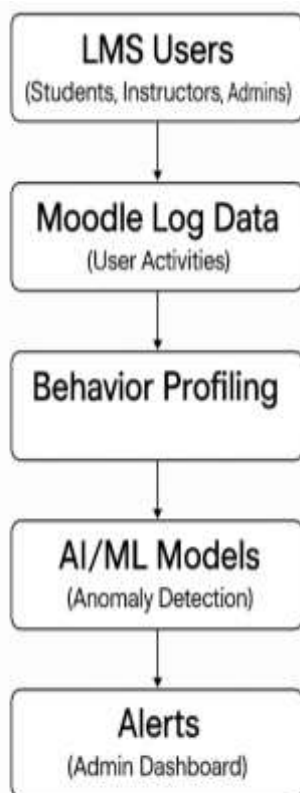 LMS Users
(Students, Instructors, Admins)
Moodle Log Data
(User Activities)
Behavior Profiling
AI/ML Models
(Anomaly Detection)
Alerts
(Admin Dashboard)